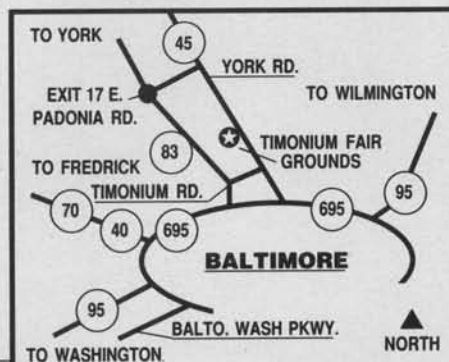 TO YORK
45
YORK RD.
EXIT 17 E.
PADONIA RD.
TO WILMINGTON
83
TIMONIUM FAIR
GROUNDS
TO FREDRICK
TIMONIUM RD.
95
70
40
695
695
BALTIMORE
95
BALTO. WASH PKWY.
TO WASHINGTON
NORTH